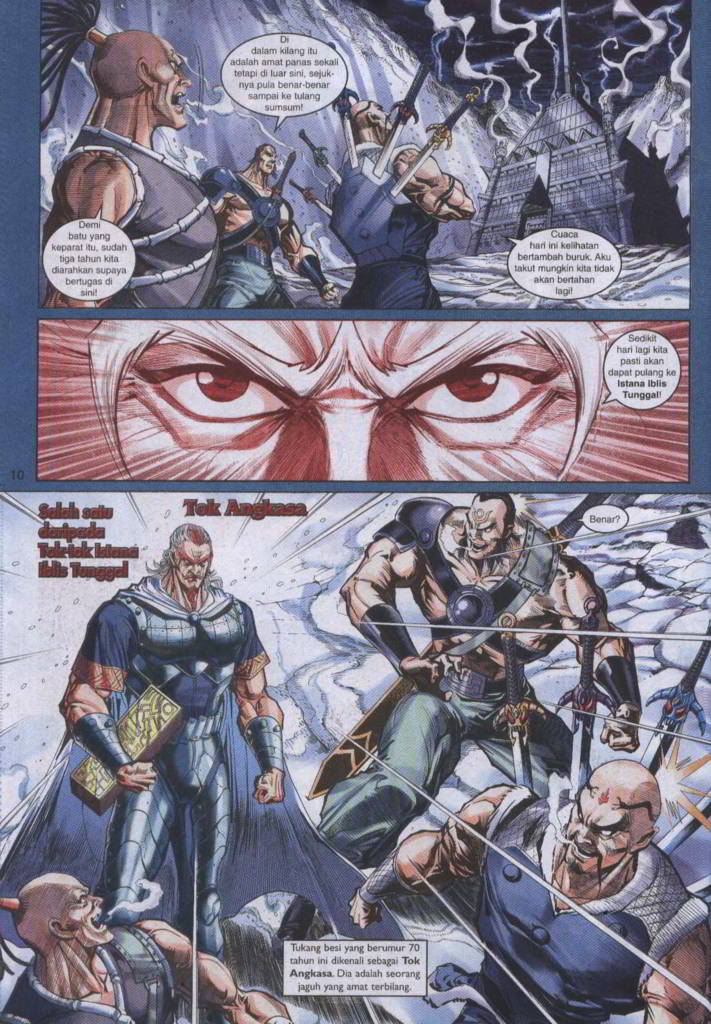 Di
dalam kilang itu
adalah amat panas sekali
tetapi di luar sini, sejuk-
nya pula benar-benar
sampai ke tulang
sumsum!
Demi
batu yang
keparat itu, sudah
tiga tahun kita
diarahkan supaya
bertugas di
sini!
Cuaca
hari ini kelihatan
bertambah buruk. Aku
takut mungkin kita tidak
akan bertahan
lagi!
Sedikit
hari lagi kita
pasti akan
dapat pulang ke
Istana Iblis
Tunggal!
10
Salah satu
daripada
Tok-tok Istana
Iblis Tunggal
Tok Angkasa
Benar?
Tukang besi yang berumur 70
tahun ini dikenali sebagai Tok
Angkasa. Dia adalah seorang
jaguh yang amat terbilang.